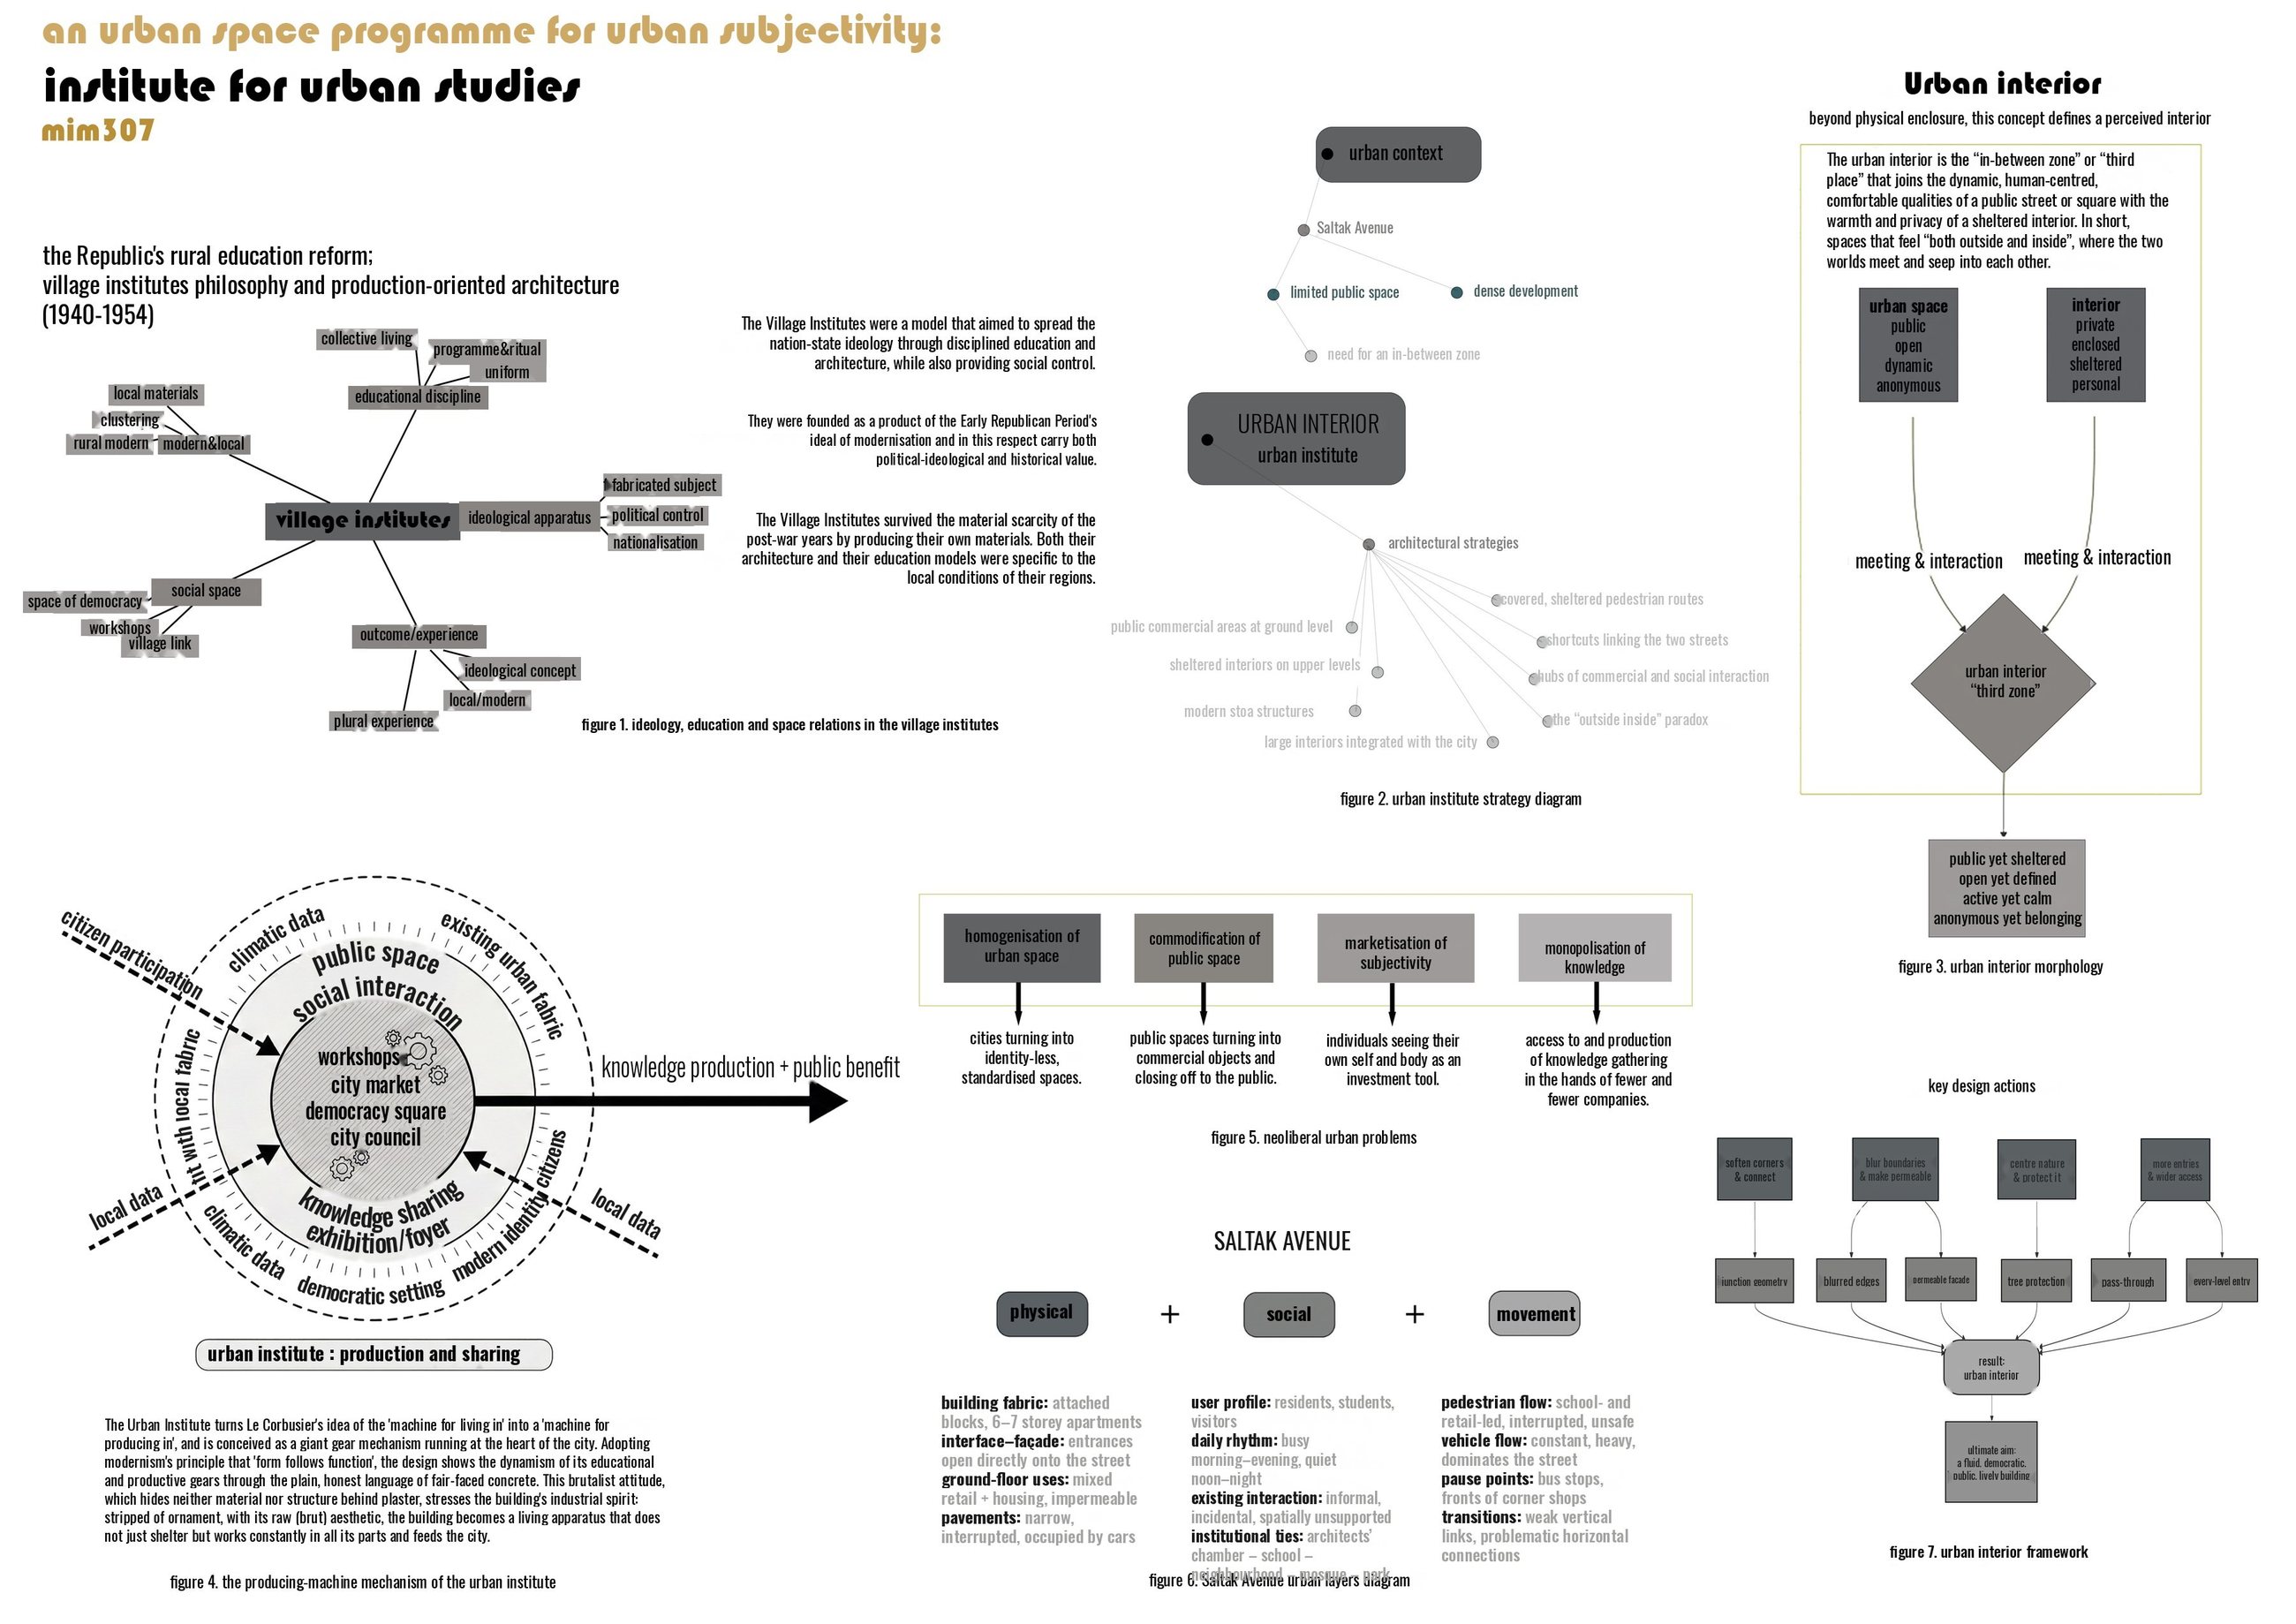 an urban space programme for urban subjectivity:
institute for urban studies
mim307
the Republic's rural education reform;
village institutes philosophy and production-oriented architecture
(1940-1954)
collective living
programme&ritual
uniform
educational discipline
local materials
clustering
rural modern
modern&local
village institutes
ideological apparatus
fabricated subject
political control
nationalisation
social space
space of democracy
workshops
village link
outcome/experience
ideological concept
local/modern
plural experience
The Village Institutes were a model that aimed to spread the
nation-state ideology through disciplined education and
architecture, while also providing social control.
They were founded as a product of the Early Republican Period's
ideal of modernisation and in this respect carry both
political-ideological and historical value.
The Village Institutes survived the material scarcity of the
post-war years by producing their own materials. Both their
architecture and their education models were specific to the
local conditions of their regions.
figure 1. ideology, education and space relations in the village institutes
urban context
Saltak Avenue
limited public space
dense development
need for an in-between zone
URBAN INTERIOR
urban institute
architectural strategies
covered, sheltered pedestrian routes
public commercial areas at ground level
shortcuts linking the two streets
sheltered interiors on upper levels
hubs of commercial and social interaction
modern stoa structures
the “outside inside” paradox
large interiors integrated with the city
figure 2. urban institute strategy diagram
Urban interior
beyond physical enclosure, this concept defines a perceived interior
The urban interior is the “in-between zone” or “third
place” that joins the dynamic, human-centred,
comfortable qualities of a public street or square with the
warmth and privacy of a sheltered interior. In short,
spaces that feel “both outside and inside”, where the two
worlds meet and seep into each other.
urban space
public
open
dynamic
anonymous
interior
private
enclosed
sheltered
personal
meeting & interaction
meeting & interaction
urban interior
“third zone”
public yet sheltered
open yet defined
active yet calm
anonymous yet belonging
figure 3. urban interior morphology
citizen participation
climatic data
existing urban fabric
public space
social interaction
fit with local fabric
workshops
city market
democracy square
city council
knowledge production + public benefit
knowledge sharing
exhibition/foyer
local data
local data
climatic data
democratic setting
modern identity citizens
urban institute : production and sharing
The Urban Institute turns Le Corbusier's idea of the 'machine for living in' into a 'machine for
producing in', and is conceived as a giant gear mechanism running at the heart of the city. Adopting
modernism's principle that 'form follows function', the design shows the dynamism of its educational
and productive gears through the plain, honest language of fair-faced concrete. This brutalist attitude,
which hides neither material nor structure behind plaster, stresses the building's industrial spirit:
stripped of ornament, with its raw (brut) aesthetic, the building becomes a living apparatus that does
not just shelter but works constantly in all its parts and feeds the city.
figure 4. the producing-machine mechanism of the urban institute
homogenisation of
urban space
commodification of
public space
marketisation of
subjectivity
monopolisation of
knowledge
cities turning into
identity-less,
standardised spaces.
public spaces turning into
commercial objects and
closing off to the public.
individuals seeing their
own self and body as an
investment tool.
access to and production
of knowledge gathering
in the hands of fewer and
fewer companies.
figure 5. neoliberal urban problems
SALTAK AVENUE
physical
+
social
+
movement
building fabric: attached
blocks, 6–7 storey apartments
interface–façade: entrances
open directly onto the street
ground-floor uses: mixed
retail + housing, impermeable
pavements: narrow,
interrupted, occupied by cars
user profile: residents, students,
visitors
daily rhythm: busy
morning–evening, quiet
noon–night
existing interaction: informal,
incidental, spatially unsupported
institutional ties: architects’
chamber – school –
neighbourhood – mosque – park
pedestrian flow: school- and
retail-led, interrupted, unsafe
vehicle flow: constant, heavy,
dominates the street
pause points: bus stops,
fronts of corner shops
transitions: weak vertical
links, problematic horizontal
connections
figure 6. Saltak Avenue urban layers diagram
key design actions
soften corners
& connect
blur boundaries
& make permeable
centre nature
& protect it
more entries
& wider access
junction geometry
blurred edges
permeable facade
tree protection
pass-through
every-level entry
result:
urban interior
ultimate aim:
a fluid, democratic,
public, lively building
figure 7. urban interior framework